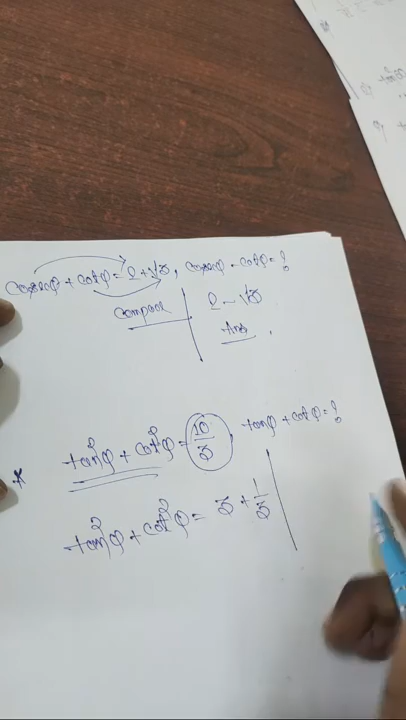 cosecφ + cotφ = 2 + √3, cosecφ - cotφ = ?
compare
2 - √3
Ans.
* tan²φ + cot²φ = 10/3, tanφ + cotφ = ?
tan²φ + cot²φ = 3 + 1/3